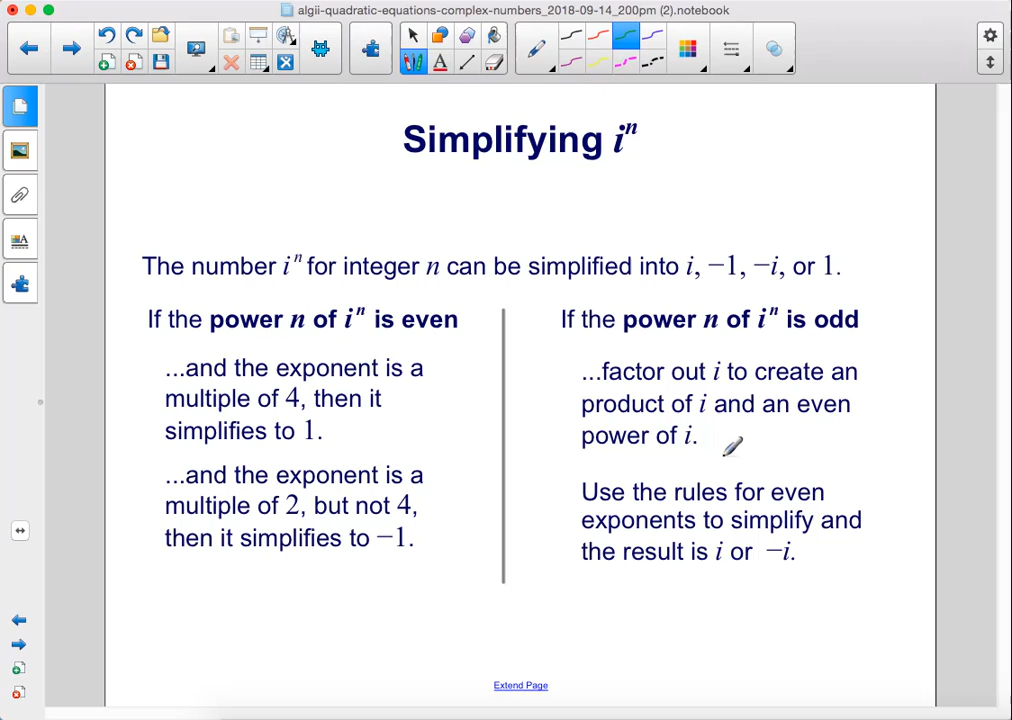 algii-quadratic-equations-complex-numbers_2018-09-14_200pm (2).notebook
Simplifying iⁿ
The number iⁿ for integer n can be simplified into i, −1, −i, or 1.
If the power n of iⁿ is even
...and the exponent is a
multiple of 4, then it
simplifies to 1.
...and the exponent is a
multiple of 2, but not 4,
then it simplifies to −1.
If the power n of iⁿ is odd
...factor out i to create an
product of i and an even
power of i.
Use the rules for even
exponents to simplify and
the result is i or −i.
Extend Page